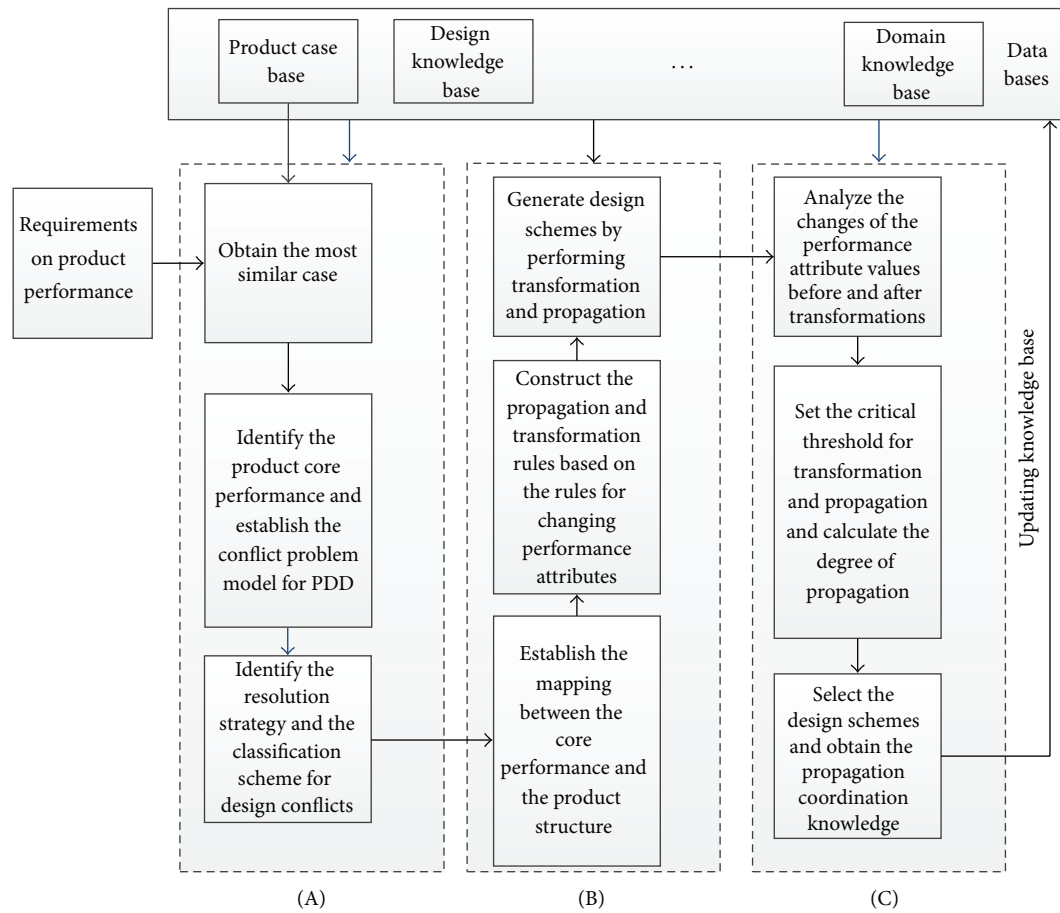 Product case
base
Design
knowledge
base
...
Domain
knowledge
base
Data
bases
Requirements
on product
performance
Obtain the most
similar case
Identify the
product core
performance and
establish the
conflict problem
model for PDD
Identify the
resolution
strategy and the
classification
scheme for
design conflicts
(A)
Generate design
schemes by
performing
transformation
and propagation
Construct the
propagation and
transformation
rules based on
the rules for
changing
performance
attributes
Establish the
mapping
between the
core
performance and
the product
structure
(B)
Analyze the
changes of the
performance
attribute values
before and after
transformations
Set the critical
threshold for
transformation
and propagation
and calculate the
degree of
propagation
Select the
design schemes
and obtain the
propagation
coordination
knowledge
(C)
Updating knowledge base